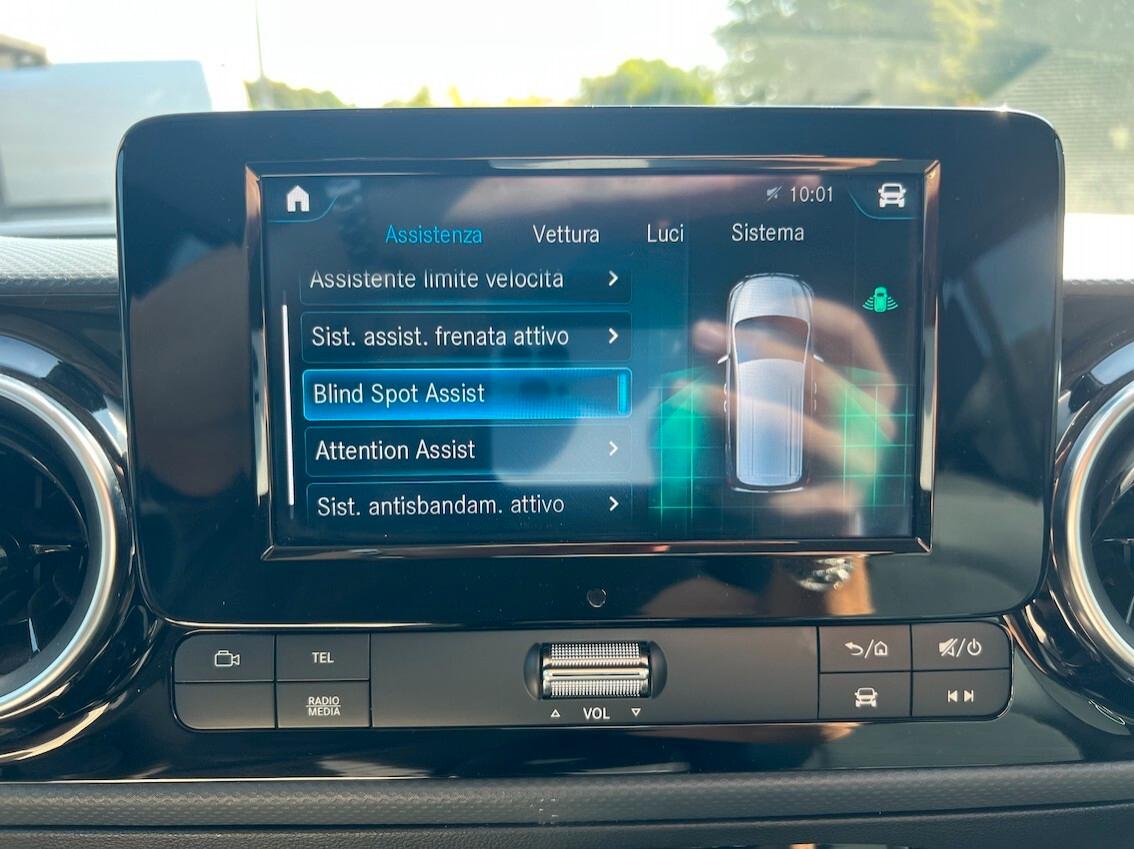 10:01
Assistenza Vettura Luci Sistema
Assistente limite velocità
Sist. assist. frenata attivo
Blind Spot Assist
Attention Assist
Sist. antisbandam. attivo
TEL
RADIO
MEDIA
VOL